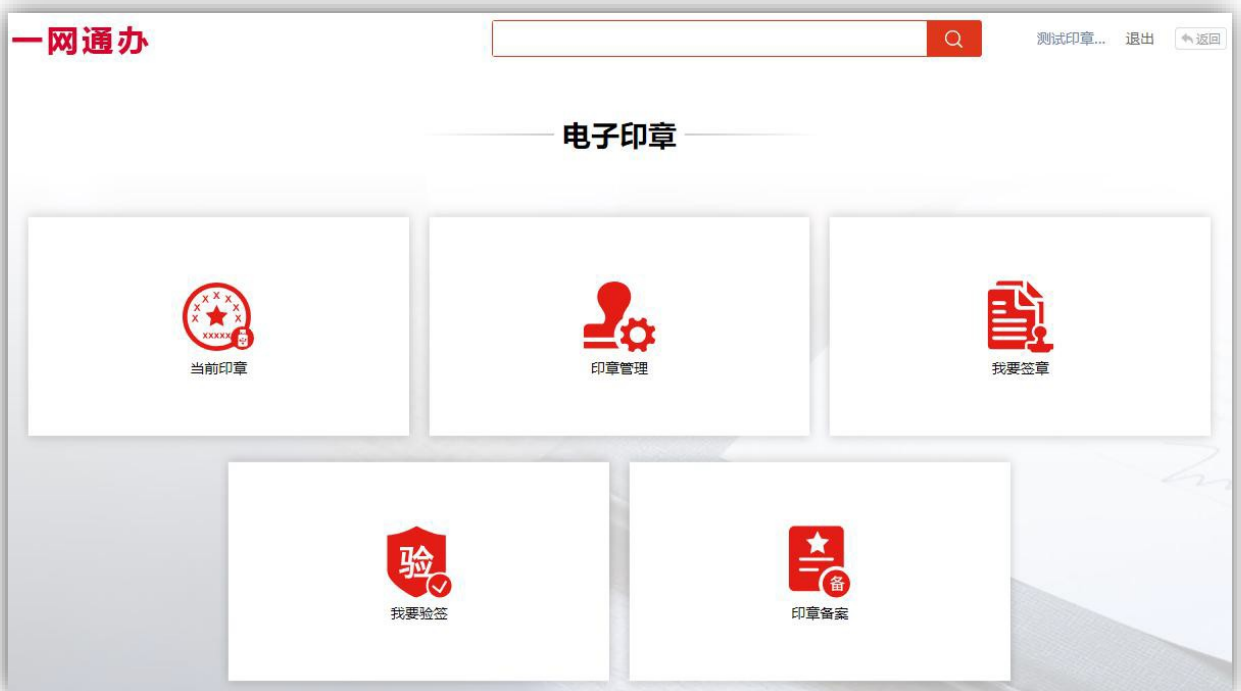 一网通办
测试印章... 退出 返回
电子印章
X X X X X X X
XXXXX
当前印章
印章管理
我要签章
验
我要验签
备
印章备案